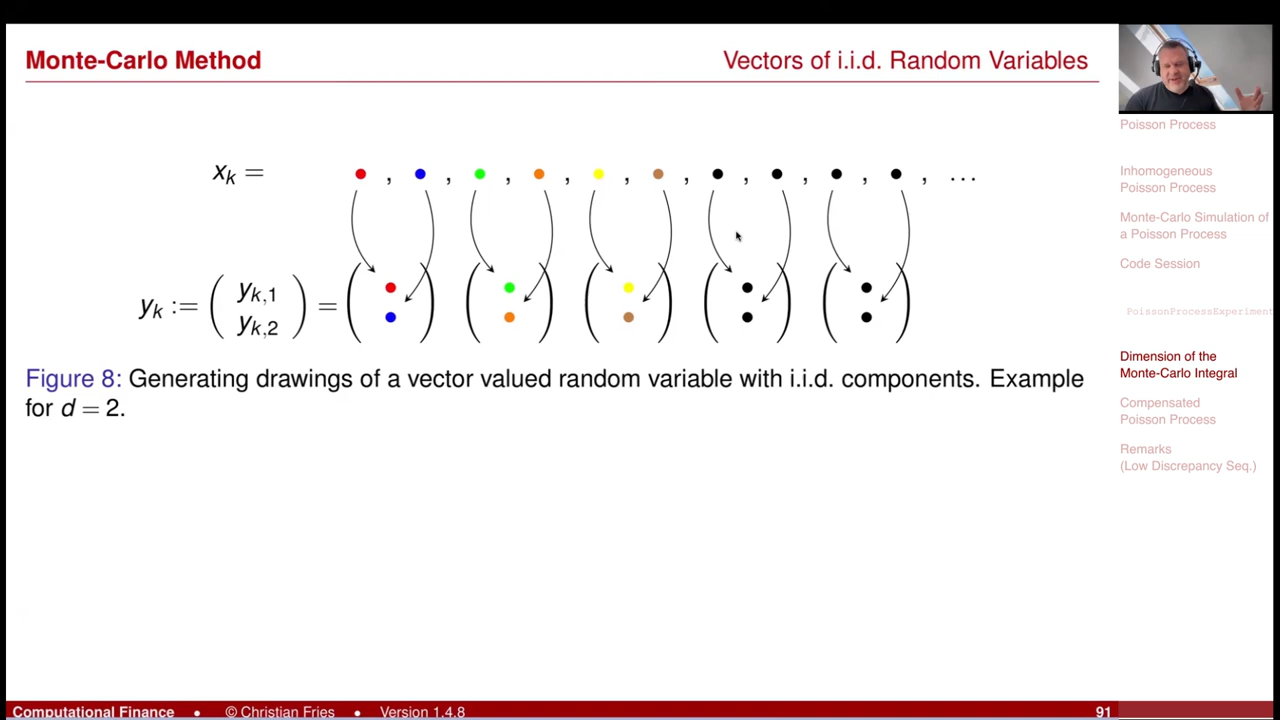 Monte-Carlo Method
Vectors of i.i.d. Random Variables
x_k = , , , , , , , , , , ...
y_k := ( y_{k,1} y_{k,2} ) =
Figure 8: Generating drawings of a vector valued random variable with i.i.d. components. Example
for d = 2.
Poisson Process
Inhomogeneous
Poisson Process
Monte-Carlo Simulation of
a Poisson Process
Code Session
PoissonProcessExperiment
Dimension of the
Monte-Carlo Integral
Compensated
Poisson Process
Remarks
(Low Discrepancy Seq.)
Computational Finance • © Christian Fries • Version 1.4.8
91